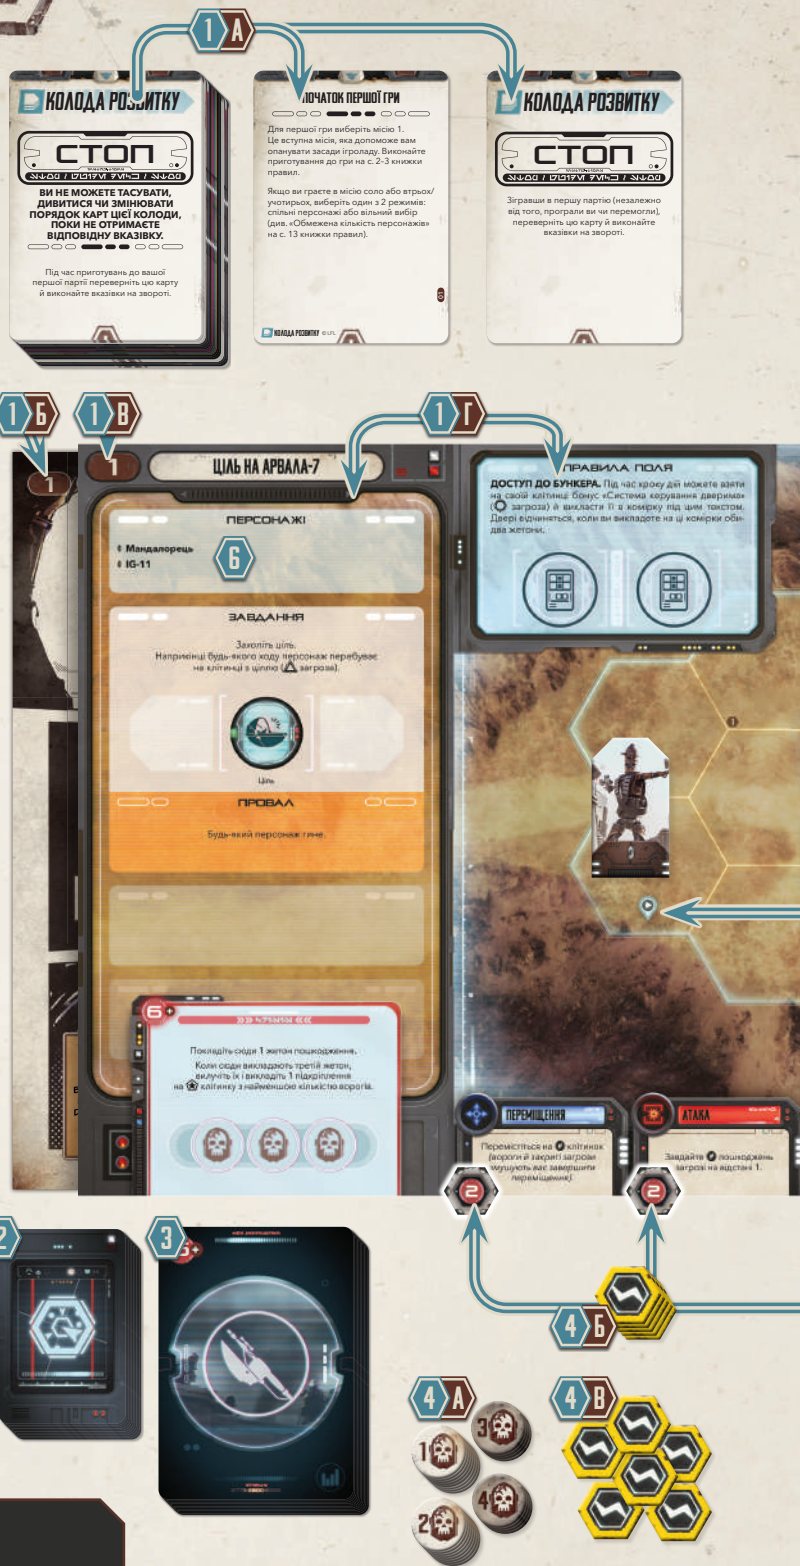 1 А
КОЛОДА РОЗВИТКУ
СТОП
ВИ НЕ МОЖЕТЕ ТАСУВАТИ,
ДИВИТИСЯ ЧИ ЗМІНЮВАТИ
ПОРЯДОК КАРТ ЦІЄЇ КОЛОДИ,
ПОКИ НЕ ОТРИМАЄТЕ
ВІДПОВІДНУ ВКАЗІВКУ.
Під час приготувань до вашої
першої партії переверніть цю карту
й виконайте вказівки на звороті.
ПОЧАТОК ПЕРШОЇ ГРИ
Для першої гри виберіть місію 1.
Це вступна місія, яка допоможе вам
опанувати засади ігроладу. Виконайте
приготування до гри на с. 2-3 книжки
правил.
Якщо ви граєте в місію соло або втрьох/
учотирьох, виберіть один з 2 режимів:
спільні персонажі або вільний вибір
(див. «Обмежена кількість персонажів»
на с. 13 книжки правил).
01
КОЛОДА РОЗВИТКУ © LFL
КОЛОДА РОЗВИТКУ
СТОП
Зігравши в першу партію (незалежно
від того, програли ви чи перемогли),
переверніть цю карту й виконайте
вказівки на звороті.
1 Б
1 В
1 Г
1
1
ЦІЛЬ НА АРВАЛА-7
ПЕРСОНАЖІ
Мандалорець
IG-11
6
ЗАВДАННЯ
Захопіть ціль.
Наприкінці будь-якого ходу персонаж перебуває
на клітинці з ціллю (загроза).
Ціль
ПРОВАЛ
Будь-який персонаж гине.
6+
Покладіть сюди 1 жетон пошкодження.
Коли сюди викладають третій жетон,
вилучіть їх і викладіть 1 підкріплення
на клітинку з найменшою кількістю ворогів.
ПРАВИЛА ПОЛЯ
ДОСТУП ДО БУНКЕРА. Під час кроку дій можете взяти
на своїй клітинці бонус «Система керування дверима»
(загроза) й викласти її в комірку під цим текстом.
Двері відчиняться, коли ви викладете на ці комірки оби-
два жетони.
1
ПЕРЕМІЩЕННЯ
Перемістіться на клітинок
(вороги й закриті загрози
змушують вас завершити
переміщення).
2
АТАКА
Завдайте пошкоджень
загрозі на відстані 1.
2
2
3
4 Б
4 А
1
3
2
4
4 В